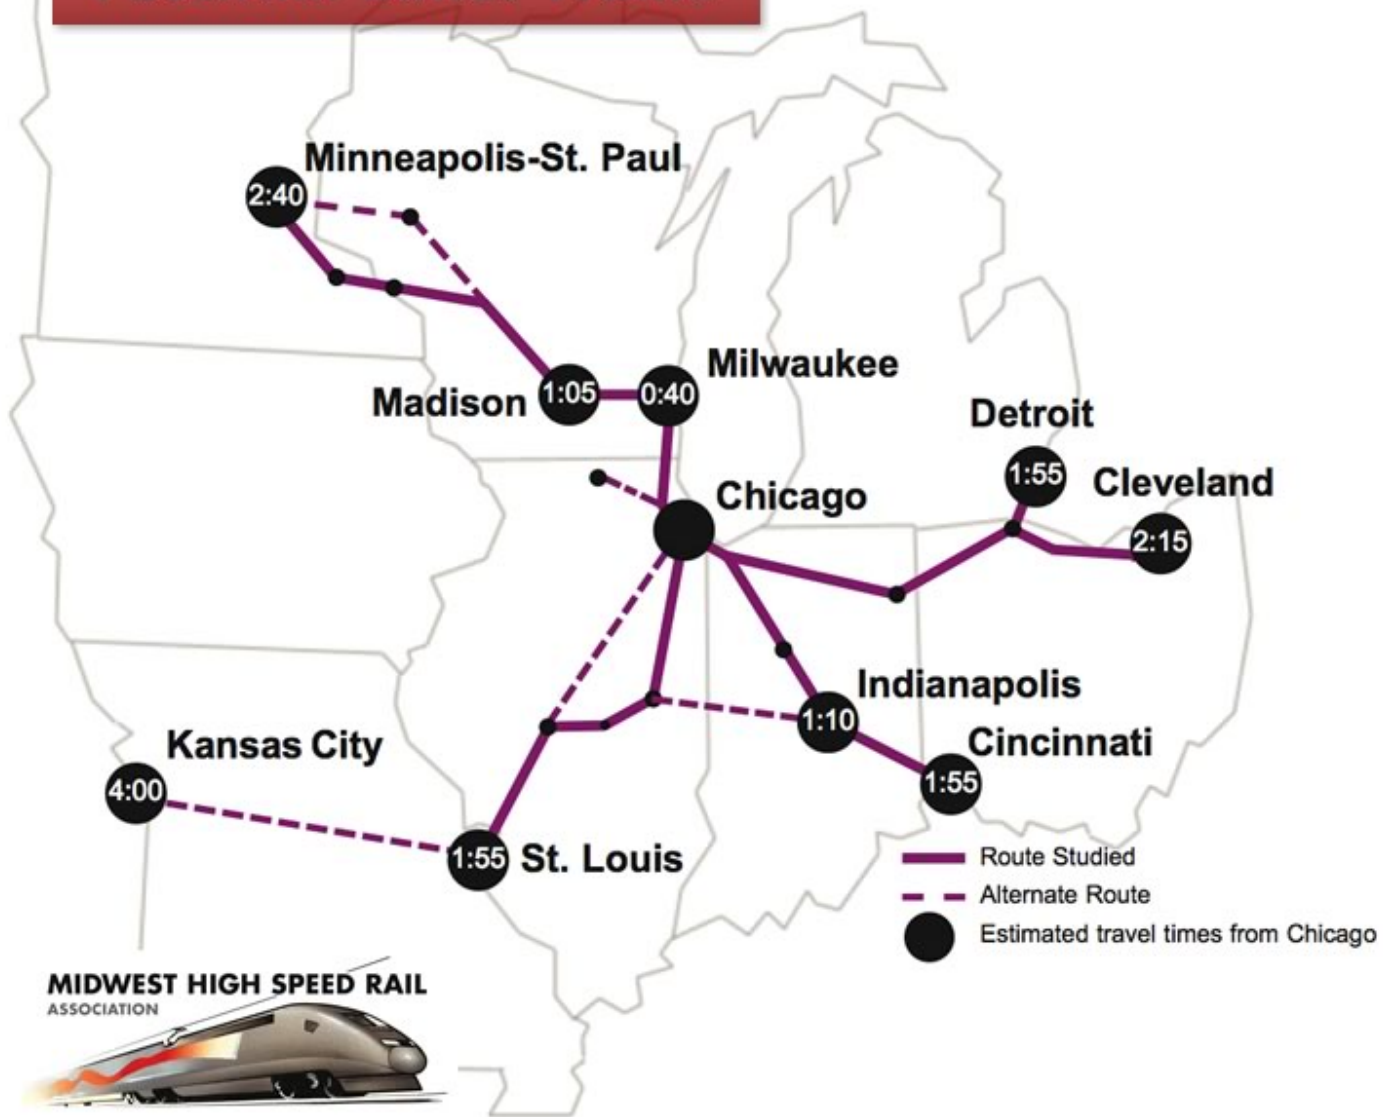 Minneapolis-St. Paul
2:40
Milwaukee
Madison
1:05
0:40
Detroit
1:55
Cleveland
Chicago
2:15
Indianapolis
1:10
Kansas City
Cincinnati
4:00
1:55
1:55
St. Louis
Route Studied
Alternate Route
Estimated travel times from Chicago
MIDWEST HIGH SPEED RAIL
ASSOCIATION